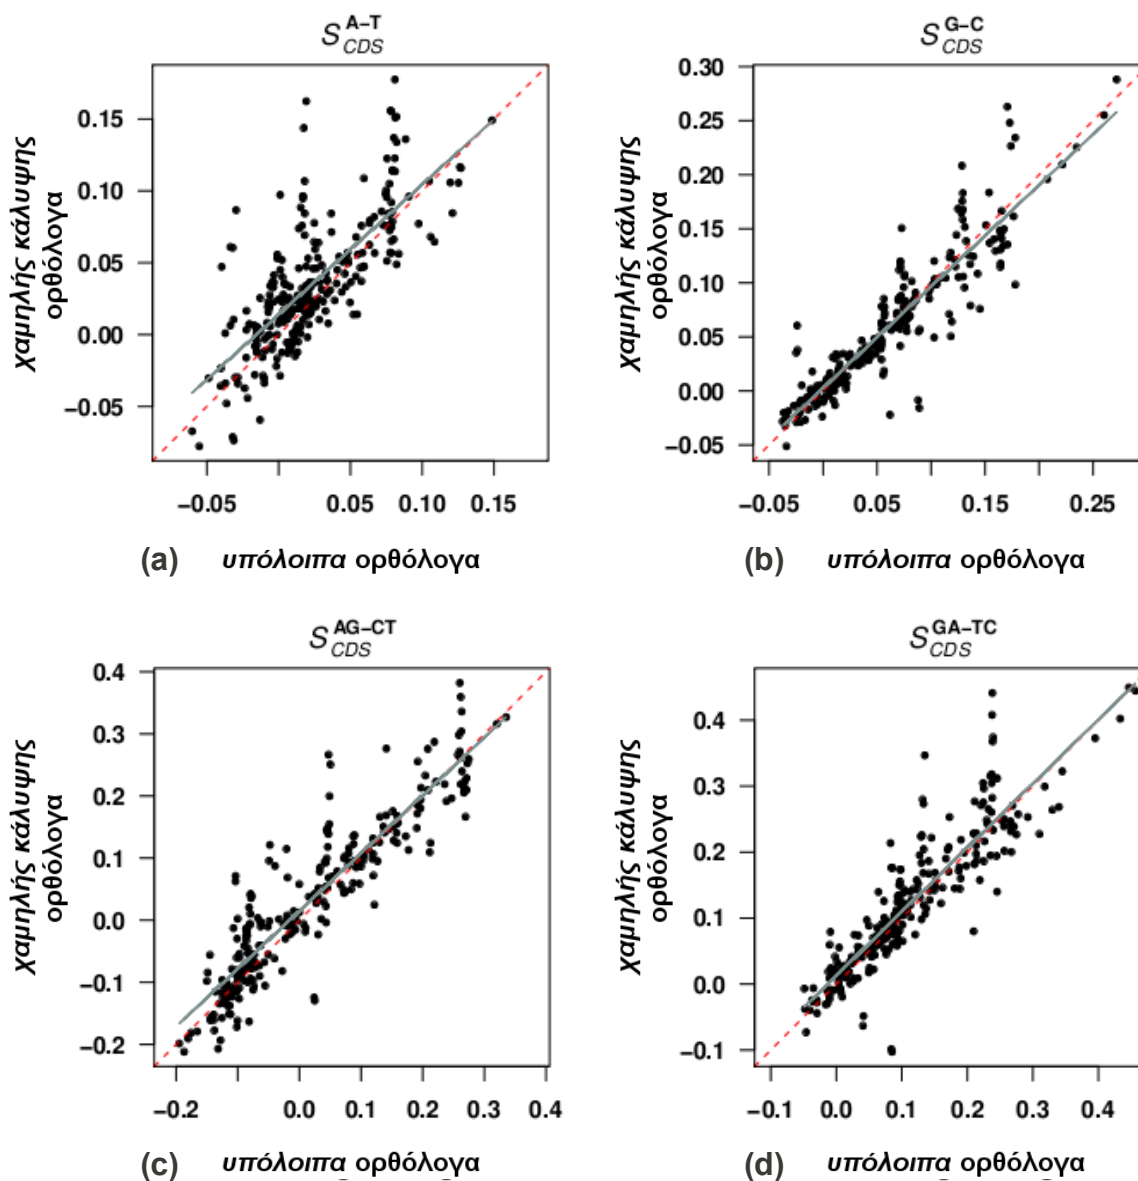 S CDS A–T
χαμηλής κάλυψης
ορθόλογα
0.15
0.10
0.05
0.00
−0.05
−0.05 0.05 0.10 0.15
(a) υπόλοιπα ορθόλογα
S CDS G–C
χαμηλής κάλυψης
ορθόλογα
0.30
0.25
0.20
0.15
0.10
0.05
0.00
−0.05
−0.05 0.05 0.15 0.25
(b) υπόλοιπα ορθόλογα
S CDS AG–CT
χαμηλής κάλυψης
ορθόλογα
0.4
0.3
0.2
0.1
0.0
−0.1
−0.2
−0.2 0.0 0.1 0.2 0.3 0.4
(c) υπόλοιπα ορθόλογα
S CDS GA–TC
χαμηλής κάλυψης
ορθόλογα
0.4
0.3
0.2
0.1
0.0
−0.1
−0.1 0.0 0.1 0.2 0.3 0.4
(d) υπόλοιπα ορθόλογα